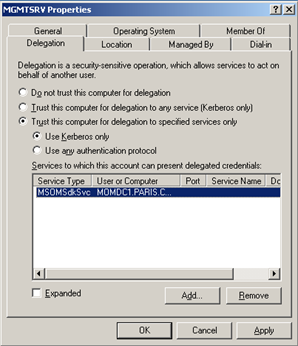 MGMTSRV Properties
General Operating System Member Of
Delegation Location Managed By Dial-in
Delegation is a security-sensitive operation, which allows services to act on
behalf of another user.
Do not trust this computer for delegation
Trust this computer for delegation to any service (Kerberos only)
Trust this computer for delegation to specified services only
Use Kerberos only
Use any authentication protocol
Services to which this account can present delegated credentials:
Service Type User or Computer Port Service Name Do
MSOMSdkSvc MOMDC1.PARIS.C...
Expanded Add... Remove
OK Cancel Apply